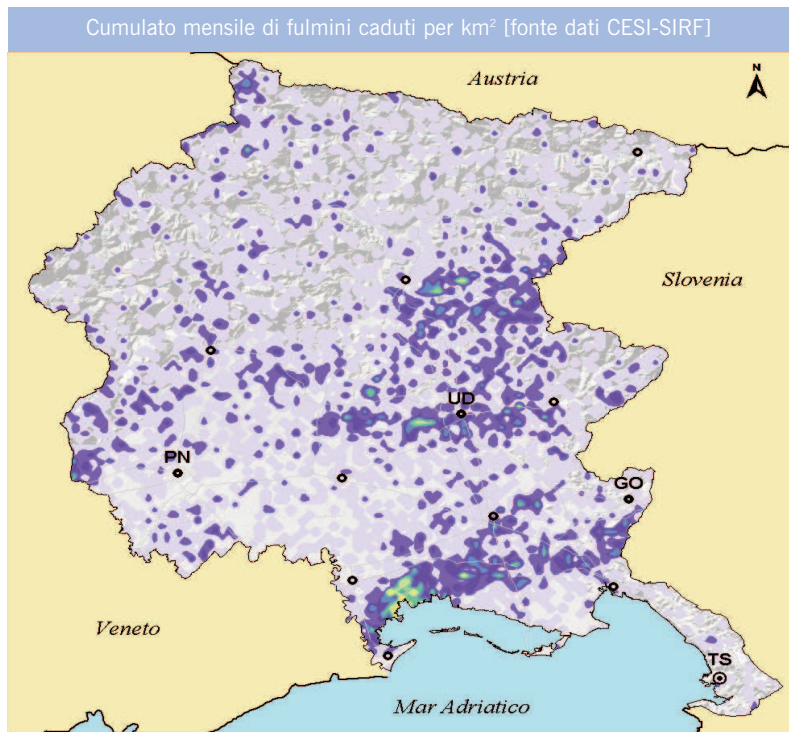 Cumulato mensile di fulmini caduti per km² [fonte dati CESI-SIRF]
Austria
N
Slovenia
UD
PN
GO
Veneto
TS
Mar Adriatico